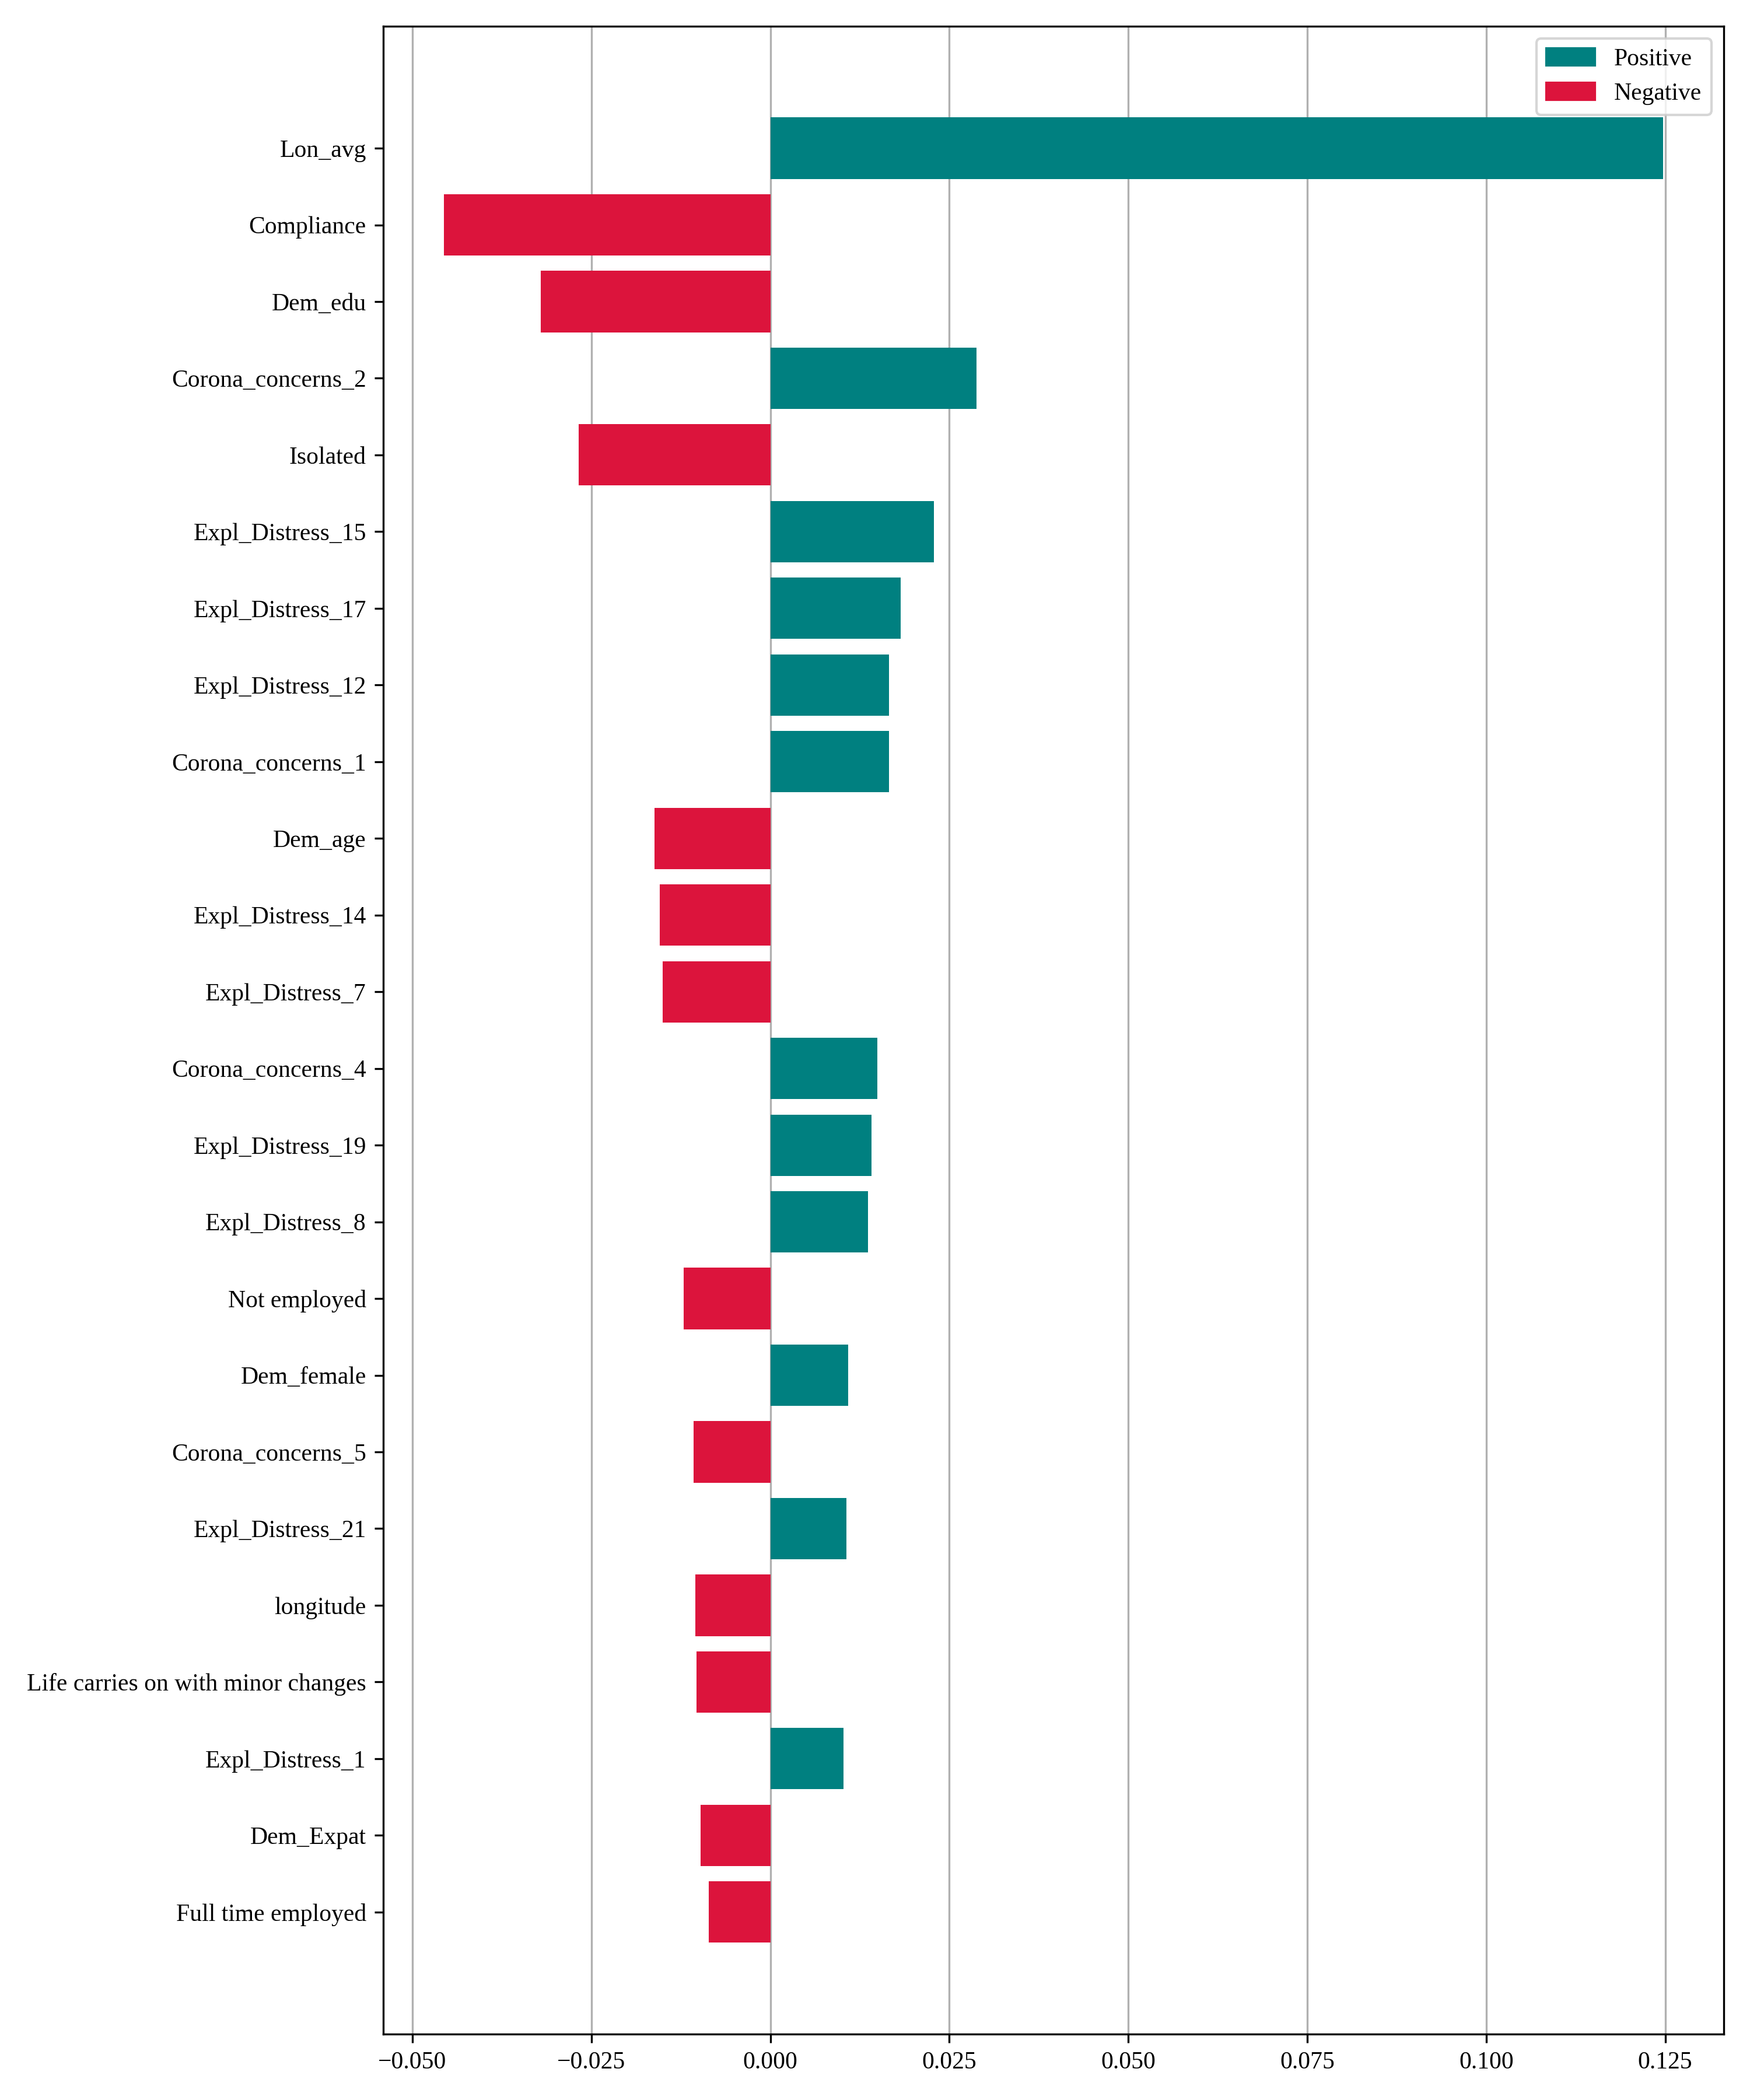 Positive
Negative
Lon_avg
Compliance
Dem_edu
Corona_concerns_2
Isolated
Expl_Distress_15
Expl_Distress_17
Expl_Distress_12
Corona_concerns_1
Dem_age
Expl_Distress_14
Expl_Distress_7
Corona_concerns_4
Expl_Distress_19
Expl_Distress_8
Not employed
Dem_female
Corona_concerns_5
Expl_Distress_21
longitude
Life carries on with minor changes
Expl_Distress_1
Dem_Expat
Full time employed
−0.050 −0.025 0.000 0.025 0.050 0.075 0.100 0.125